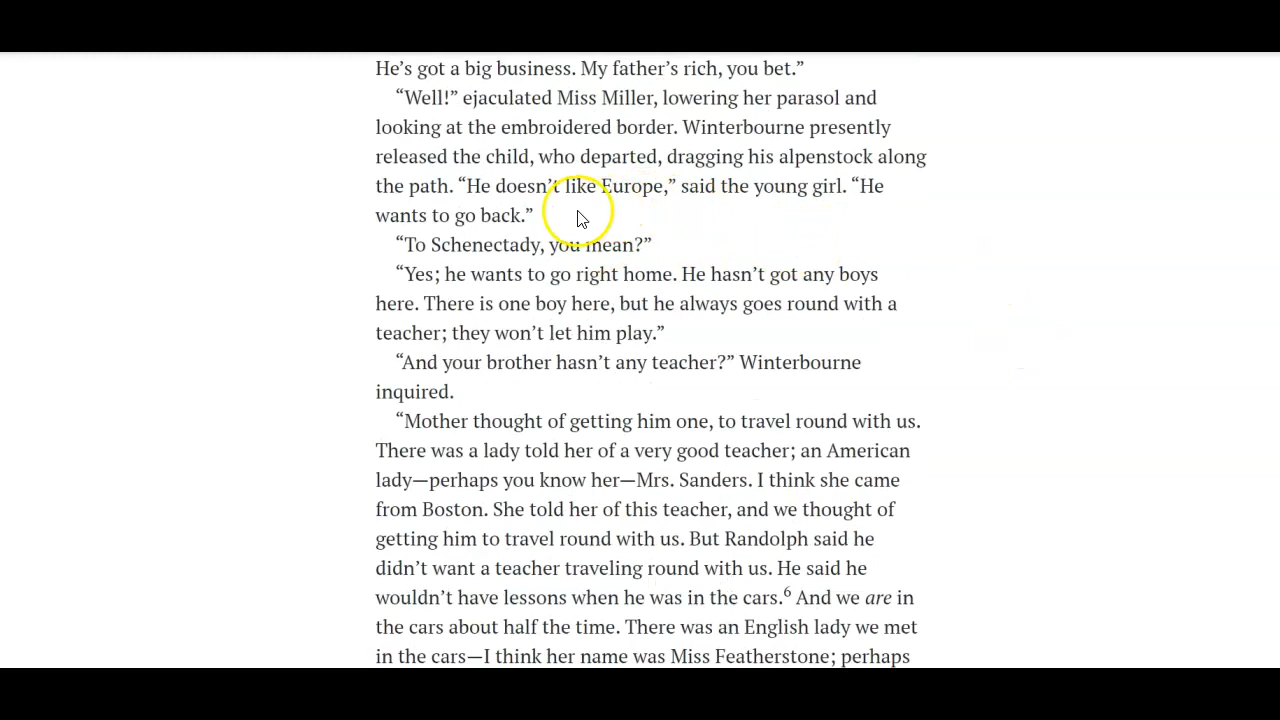 He’s got a big business. My father’s rich, you bet.”
“Well!” ejaculated Miss Miller, lowering her parasol and
looking at the embroidered border. Winterbourne presently
released the child, who departed, dragging his alpenstock along
the path. “He doesn’t like Europe,” said the young girl. “He
wants to go back.”
“To Schenectady, you mean?”
“Yes; he wants to go right home. He hasn’t got any boys
here. There is one boy here, but he always goes round with a
teacher; they won’t let him play.”
“And your brother hasn’t any teacher?” Winterbourne
inquired.
“Mother thought of getting him one, to travel round with us.
There was a lady told her of a very good teacher; an American
lady—perhaps you know her—Mrs. Sanders. I think she came
from Boston. She told her of this teacher, and we thought of
getting him to travel round with us. But Randolph said he
didn’t want a teacher traveling round with us. He said he
wouldn’t have lessons when he was in the cars.⁶ And we are in
the cars about half the time. There was an English lady we met
in the cars—I think her name was Miss Featherstone; perhaps